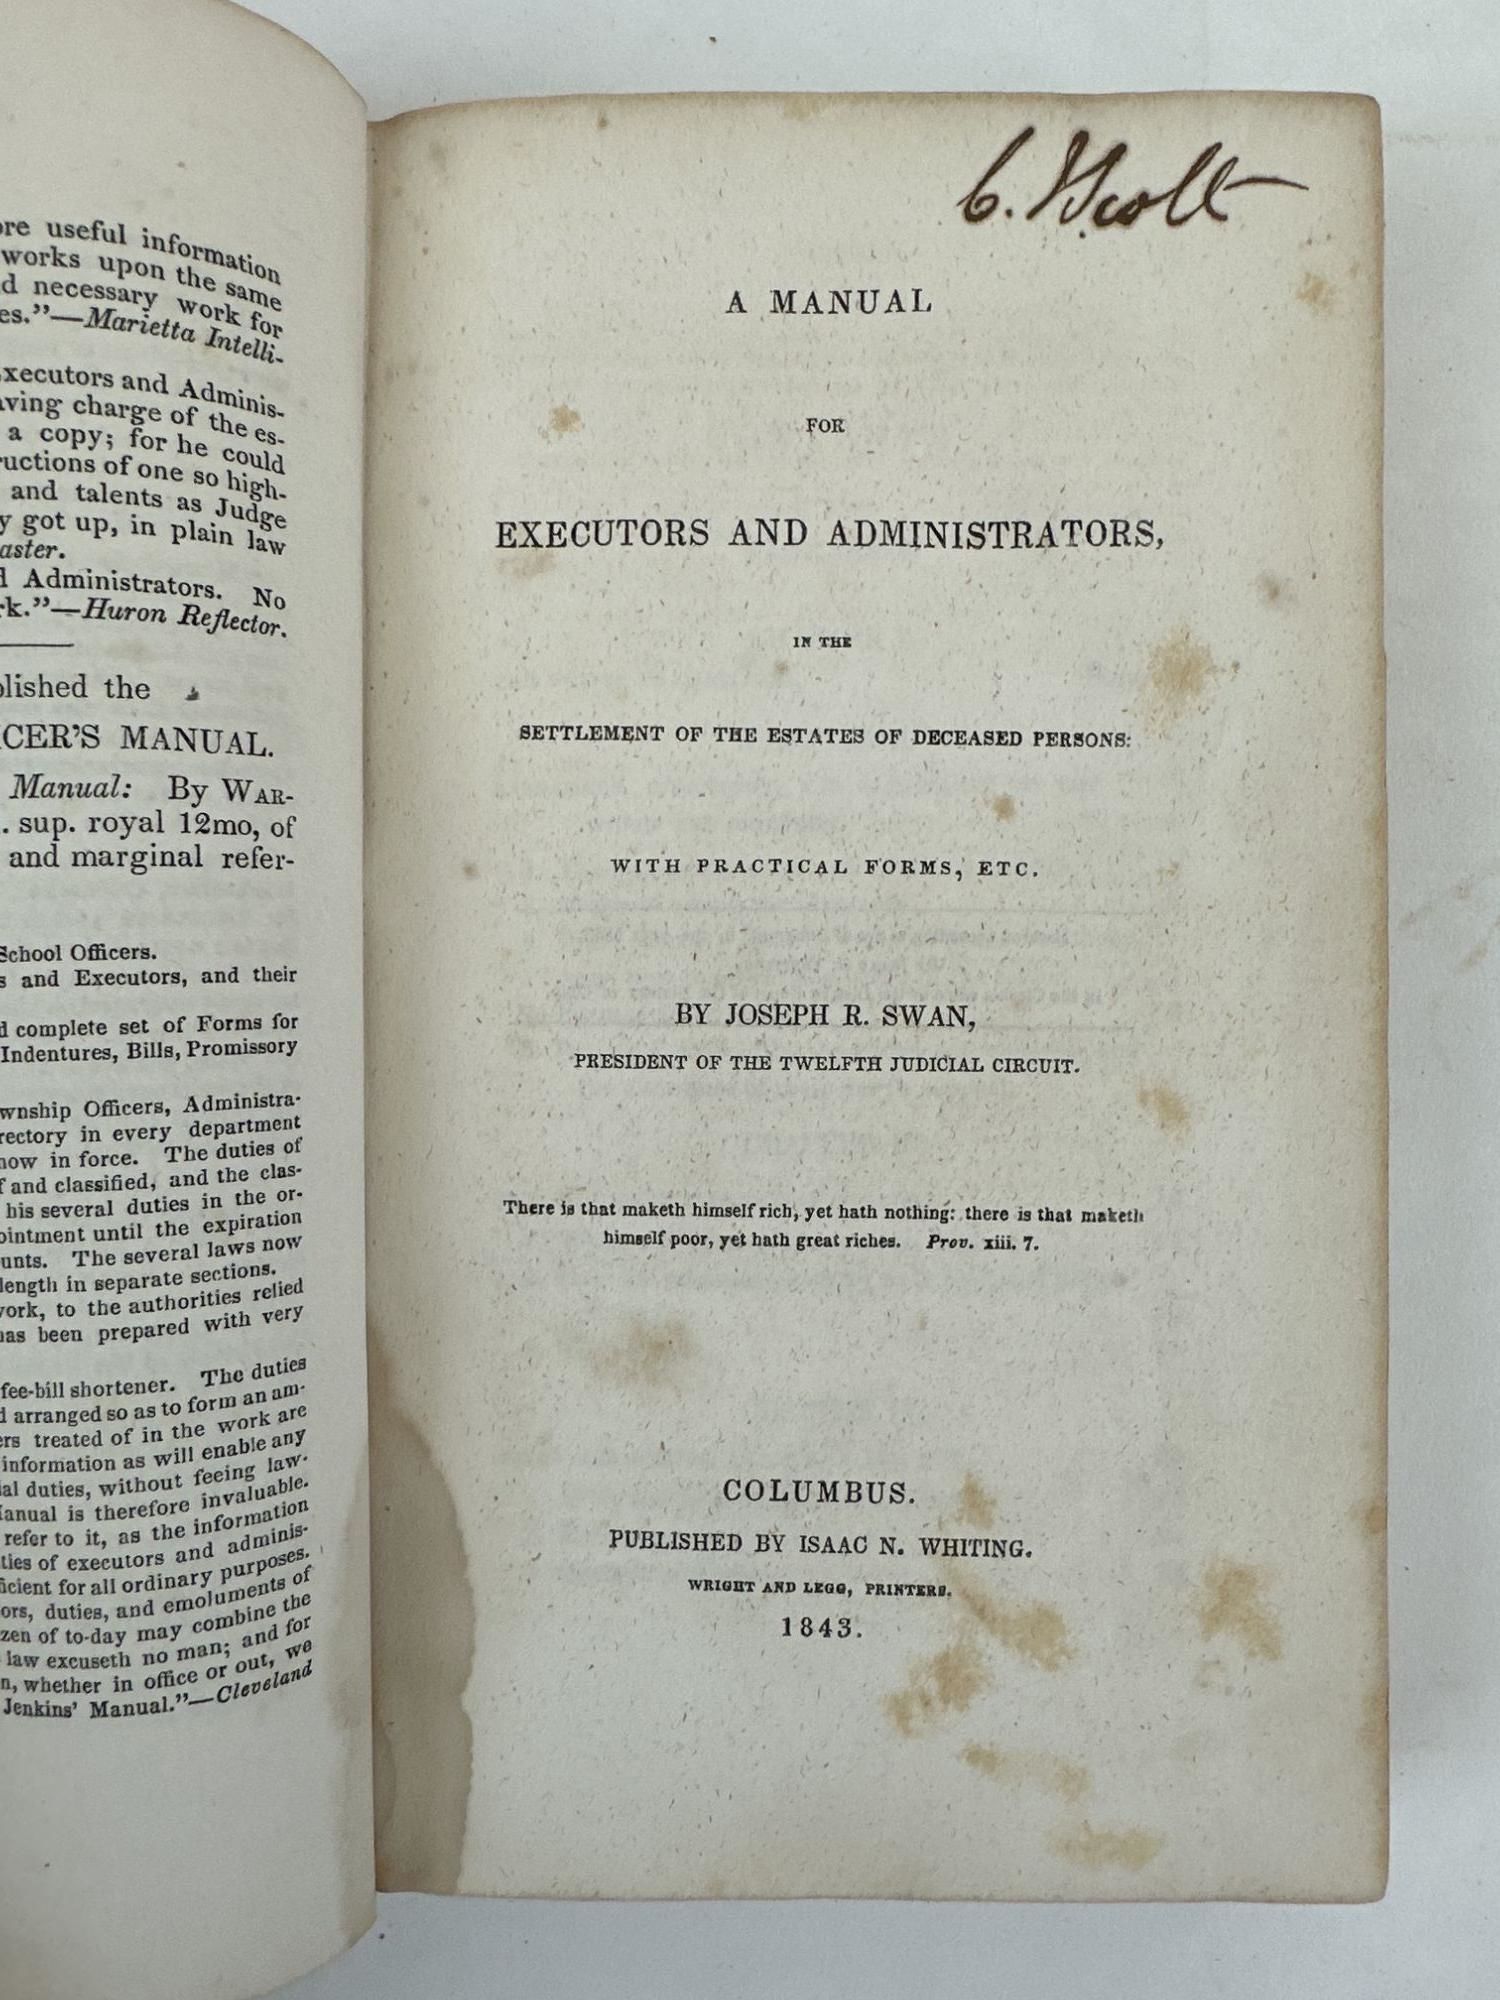 ore useful information
works upon the same
d necessary work for
es."—Marietta Intelli-
xecutors and Adminis-
aving charge of the es-
a copy; for he could
ructions of one so high-
and talents as Judge
y got up, in plain law
aster.
d Administrators. No
rk."—Huron Reflector.
blished the
CER'S MANUAL.
Manual: By WAR-
. sup. royal 12mo, of
and marginal refer-
School Officers.
s and Executors, and their
d complete set of Forms for
Indentures, Bills, Promissory
wnship Officers, Administra-
rectory in every department
now in force. The duties of
f and classified, and the clas-
his several duties in the or-
ointment until the expiration
unts. The several laws now
length in separate sections.
work, to the authorities relied
has been prepared with very
fee-bill shortener. The duties
d arranged so as to form an am-
ers treated of in the work are
information as will enable any
ial duties, without feeing law-
Manual is therefore invaluable.
refer to it, as the information
ties of executors and adminis-
ficient for all ordinary purposes.
ors, duties, and emoluments of
zen of to-day may combine the
law excuseth no man; and for
n, whether in office or out, we
Jenkins' Manual."—Cleveland
C. Scott
A MANUAL
FOR
EXECUTORS AND ADMINISTRATORS,
IN THE
SETTLEMENT OF THE ESTATES OF DECEASED PERSONS:
WITH PRACTICAL FORMS, ETC.
BY JOSEPH R. SWAN,
PRESIDENT OF THE TWELFTH JUDICIAL CIRCUIT.
There is that maketh himself rich, yet hath nothing: there is that maketh
himself poor, yet hath great riches. Prov. xiii. 7.
COLUMBUS.
PUBLISHED BY ISAAC N. WHITING.
WRIGHT AND LEGG, PRINTERS.
1843.